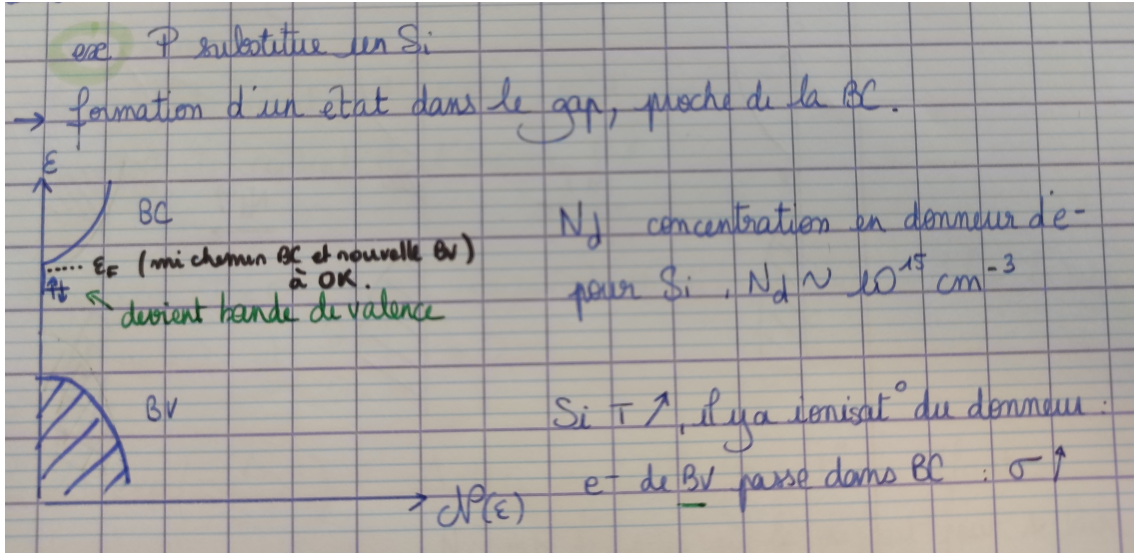 exe P substitue un Si
→ formation d'un etat dans le gap, proche de la BC.
ε
BC
..... εF (mi chemin BC et nouvelle BV)
à 0K.
↑↓
devient bande de valence
BV
N(ε)
Nd concentration en donneur d'e-
pour Si, Nd ~ 10^15 cm^-3
Si T ↗, il y a ionisat° du donneur :
e- de BV passe dans BC : σ ↑